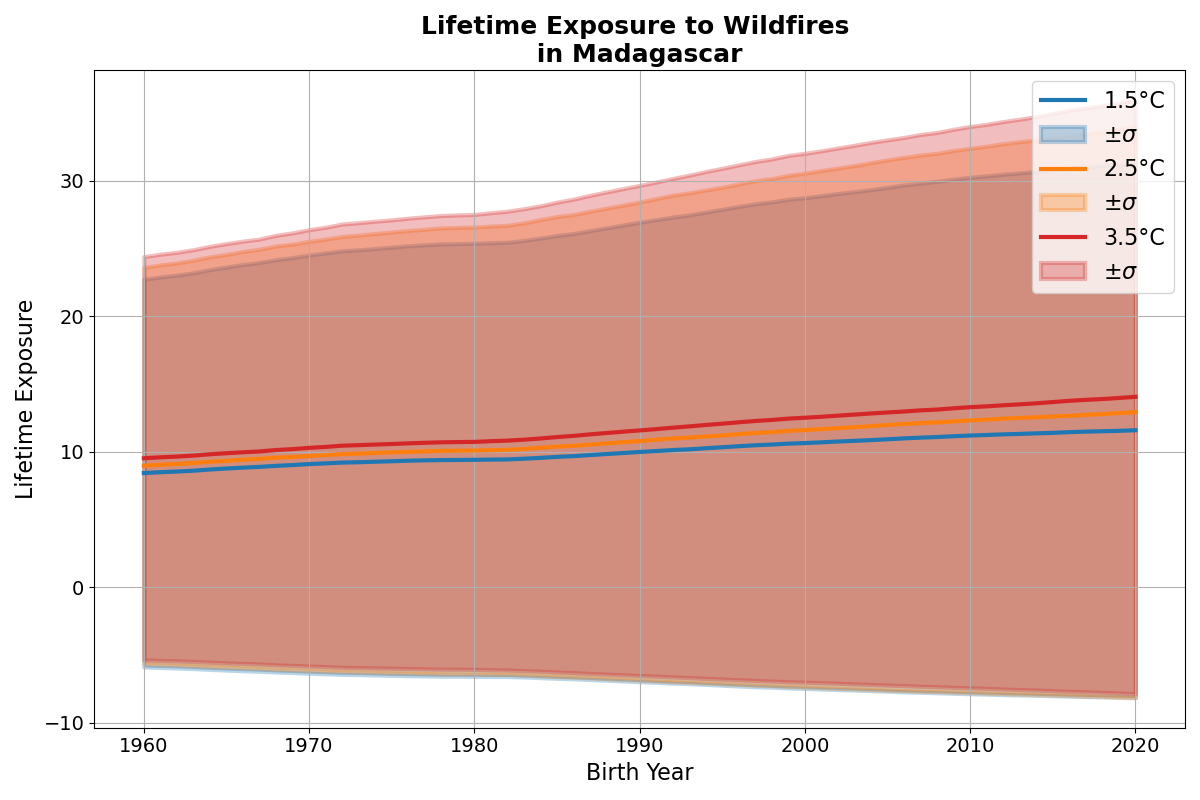 Lifetime Exposure to Wildfires
in Madagascar
Lifetime Exposure
30
20
10
0
−10
1960
1970
1980
1990
2000
2010
2020
Birth Year
1.5°C
±σ
2.5°C
±σ
3.5°C
±σ